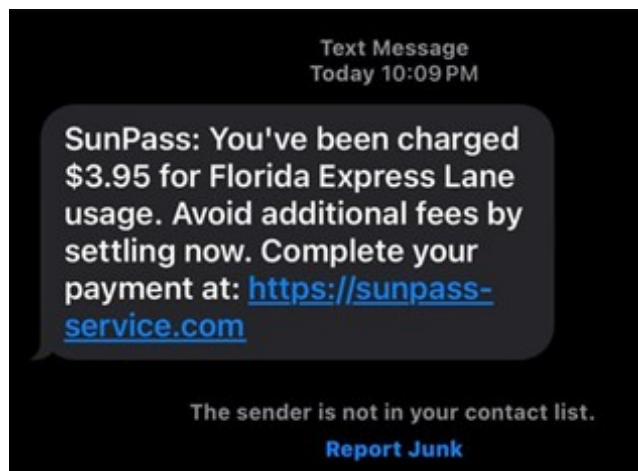 Text Message
Today 10:09 PM
SunPass: You've been charged
$3.95 for Florida Express Lane
usage. Avoid additional fees by
settling now. Complete your
payment at: https://sunpass-
service.com
The sender is not in your contact list.
Report Junk